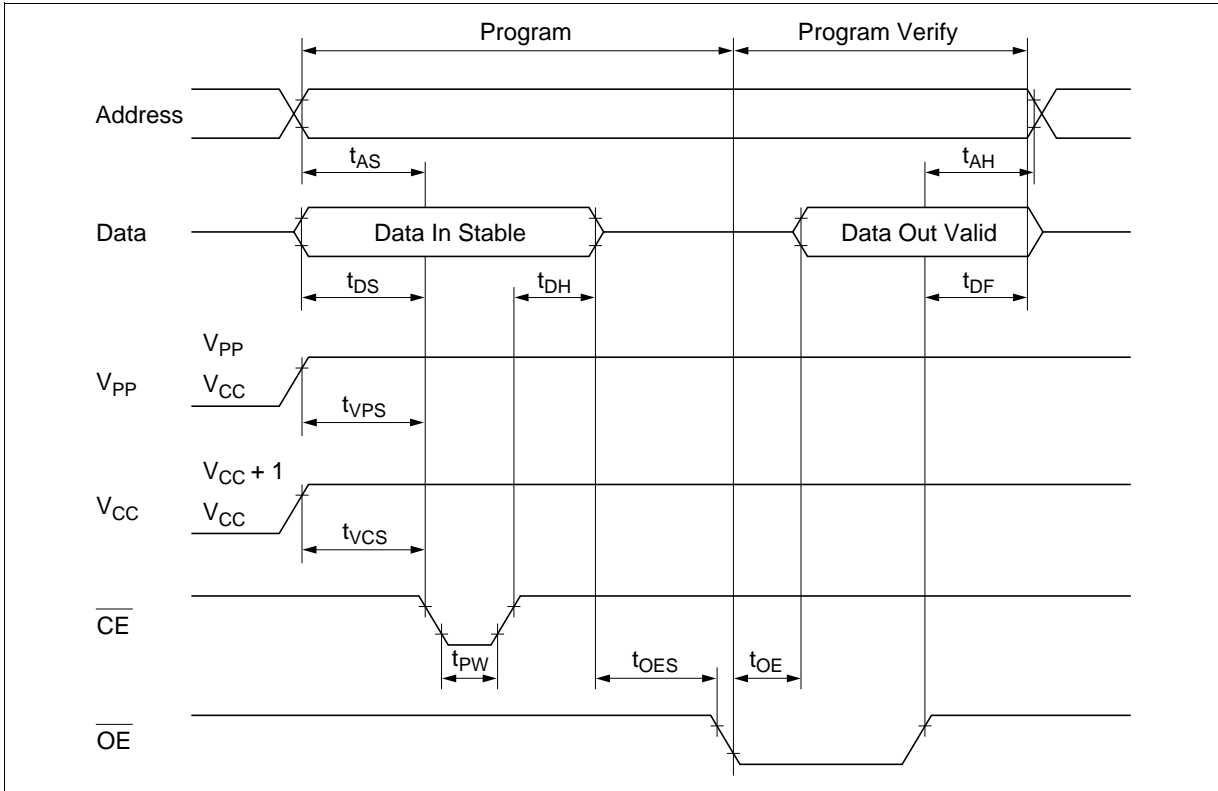 Program Program Verify
Address
tAS tAH
Data Data In Stable Data Out Valid
tDS tDH tDF
VPP
VPP VCC
tVPS
VCC + 1
VCC VCC
tVCS
CE
tPW tOES tOE
OE